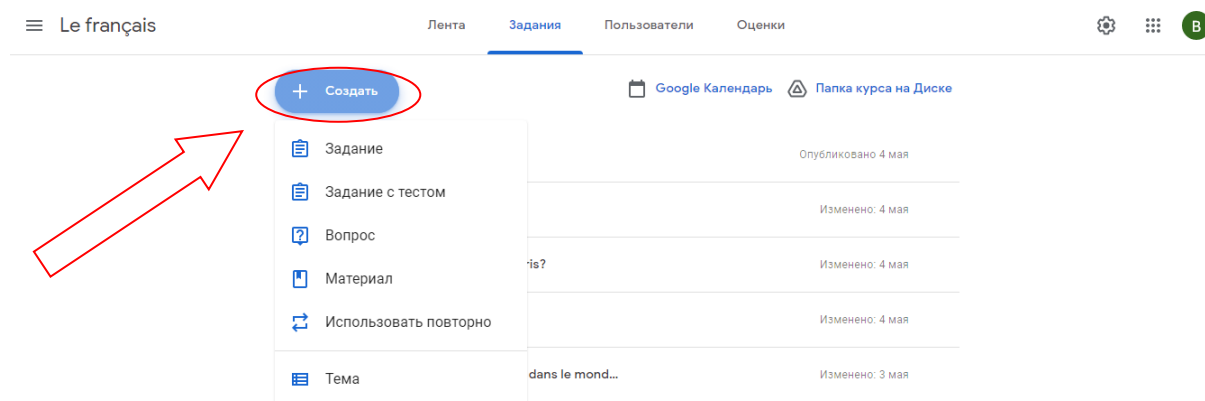 Le français
Лента Задания Пользователи Оценки
B
Создать
Google Календарь Папка курса на Диске
Задание
Опубликовано 4 мая
Задание с тестом
Изменено: 4 мая
Вопрос
ris?
Изменено: 4 мая
Материал
Использовать повторно
Изменено: 4 мая
Тема
dans le mond...
Изменено: 3 мая